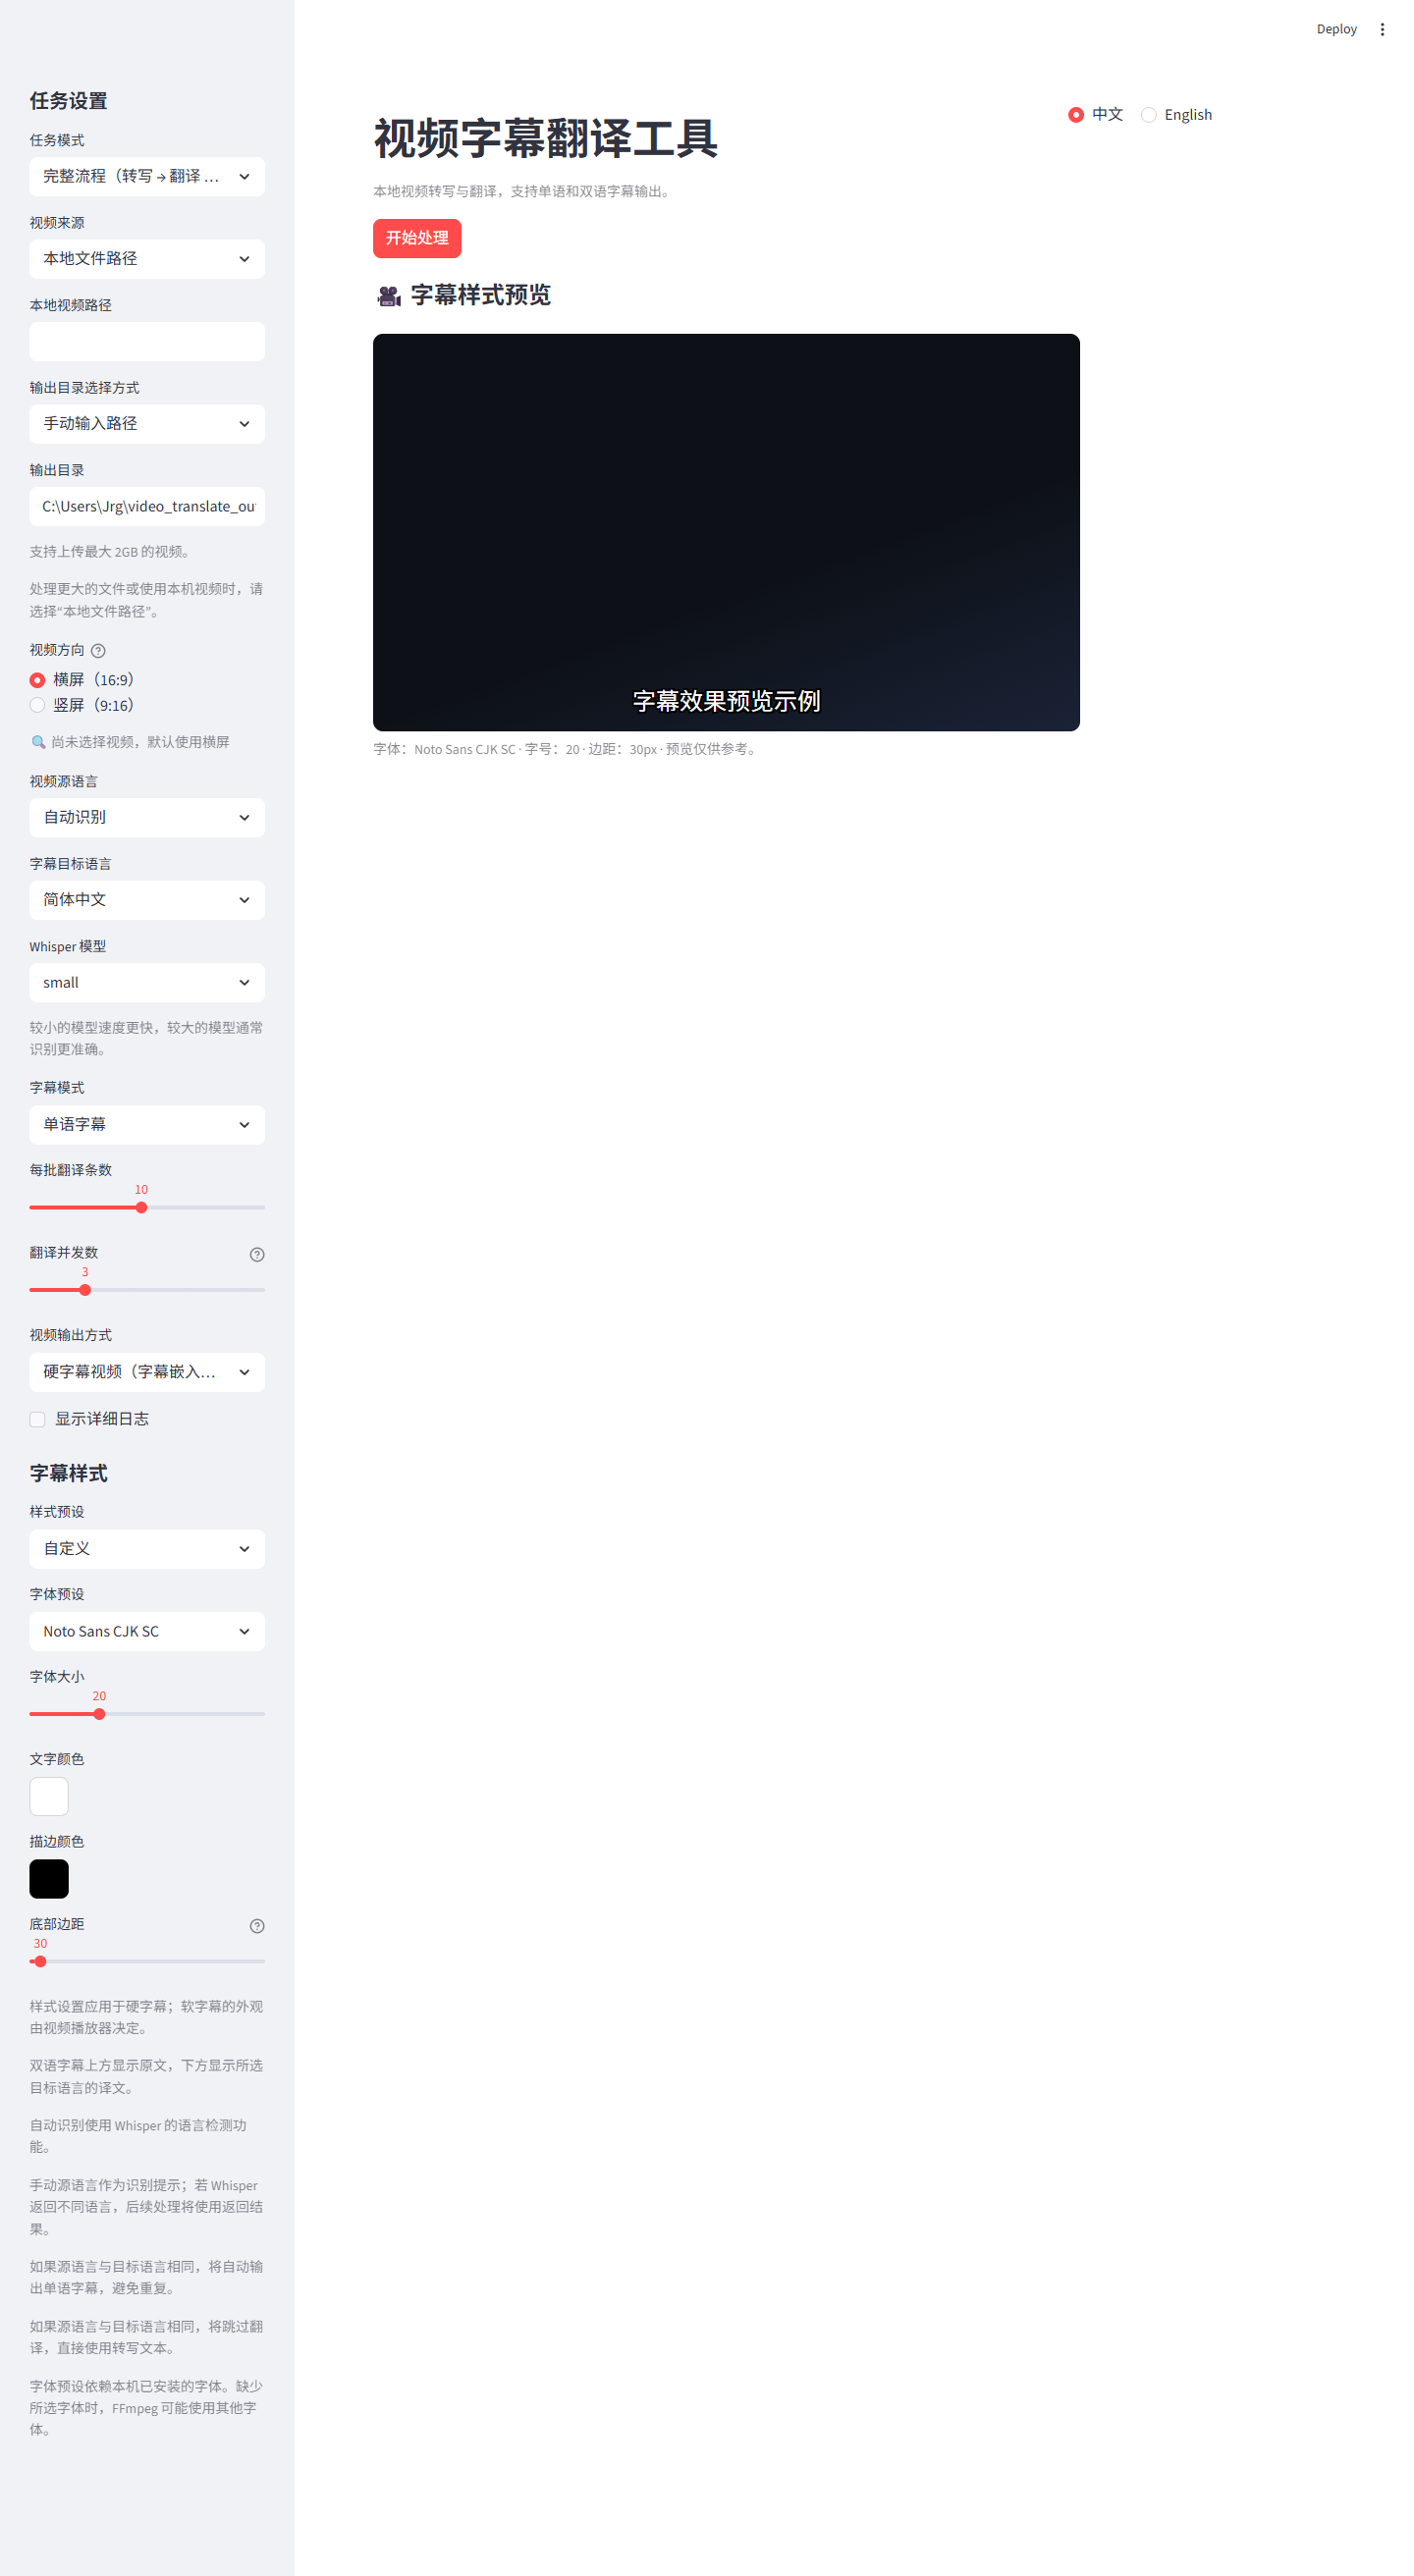 Deploy
任务设置
任务模式
完整流程（转写 → 翻译 ...
视频来源
本地文件路径
本地视频路径
输出目录选择方式
手动输入路径
输出目录
C:\Users\Jrg\video_translate_ou
支持上传最大 2GB 的视频。
处理更大的文件或使用本机视频时，请
选择“本地文件路径”。
视频方向
横屏（16:9）
竖屏（9:16）
尚未选择视频，默认使用横屏
视频源语言
自动识别
字幕目标语言
简体中文
Whisper 模型
small
较小的模型速度更快，较大的模型通常
识别更准确。
字幕模式
单语字幕
每批翻译条数
10
翻译并发数
3
视频输出方式
硬字幕视频（字幕嵌入...
显示详细日志
字幕样式
样式预设
自定义
字体预设
Noto Sans CJK SC
字体大小
20
文字颜色
描边颜色
底部边距
30
样式设置应用于硬字幕；软字幕的外观
由视频播放器决定。
双语字幕上方显示原文，下方显示所选
目标语言的译文。
自动识别使用 Whisper 的语言检测功
能。
手动源语言作为识别提示；若 Whisper
返回不同语言，后续处理将使用返回结
果。
如果源语言与目标语言相同，将自动输
出单语字幕，避免重复。
如果源语言与目标语言相同，将跳过翻
译，直接使用转写文本。
字体预设依赖本机已安装的字体。缺少
所选字体时，FFmpeg 可能使用其他字
体。
中文 English
视频字幕翻译工具
本地视频转写与翻译，支持单语和双语字幕输出。
开始处理
字幕样式预览
字幕效果预览示例
字体：Noto Sans CJK SC · 字号：20 · 边距：30px · 预览仅供参考。